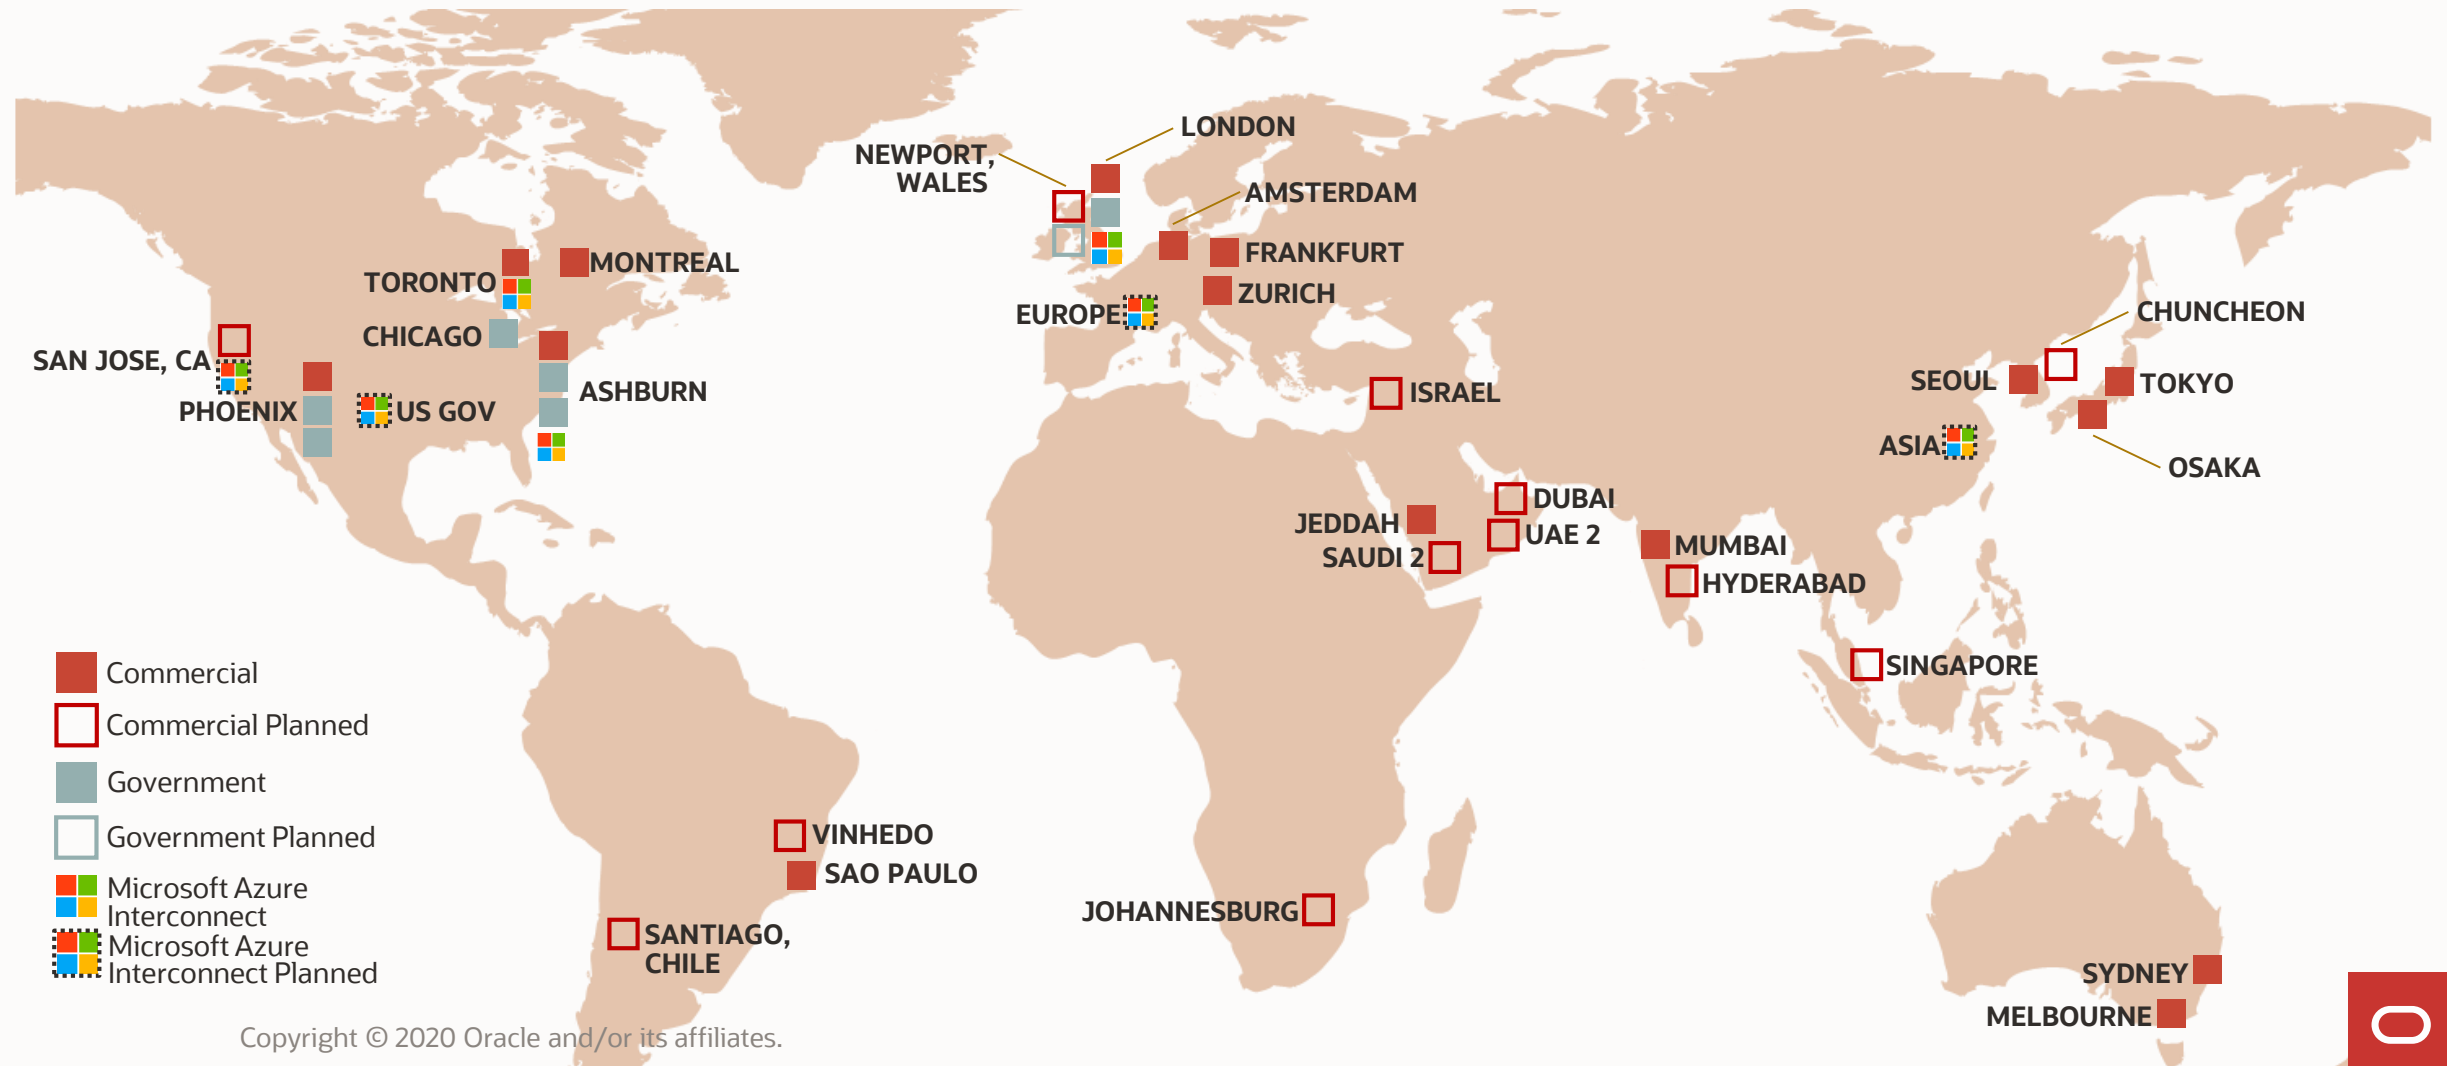 LONDON
NEWPORT,
WALES
AMSTERDAM
MONTREAL
FRANKFURT
TORONTO
ZURICH
EUROPE
CHUNCHEON
CHICAGO
SAN JOSE, CA
ASHBURN
ISRAEL
SEOUL
TOKYO
PHOENIX
US GOV
ASIA
OSAKA
DUBAI
JEDDAH
UAE 2
SAUDI 2
MUMBAI
HYDERABAD
SINGAPORE
Commercial
Commercial Planned
Government
Government Planned
Microsoft Azure
Interconnect
Microsoft Azure
Interconnect Planned
VINHEDO
SAO PAULO
SANTIAGO,
CHILE
JOHANNESBURG
SYDNEY
MELBOURNE
Copyright © 2020 Oracle and/or its affiliates.